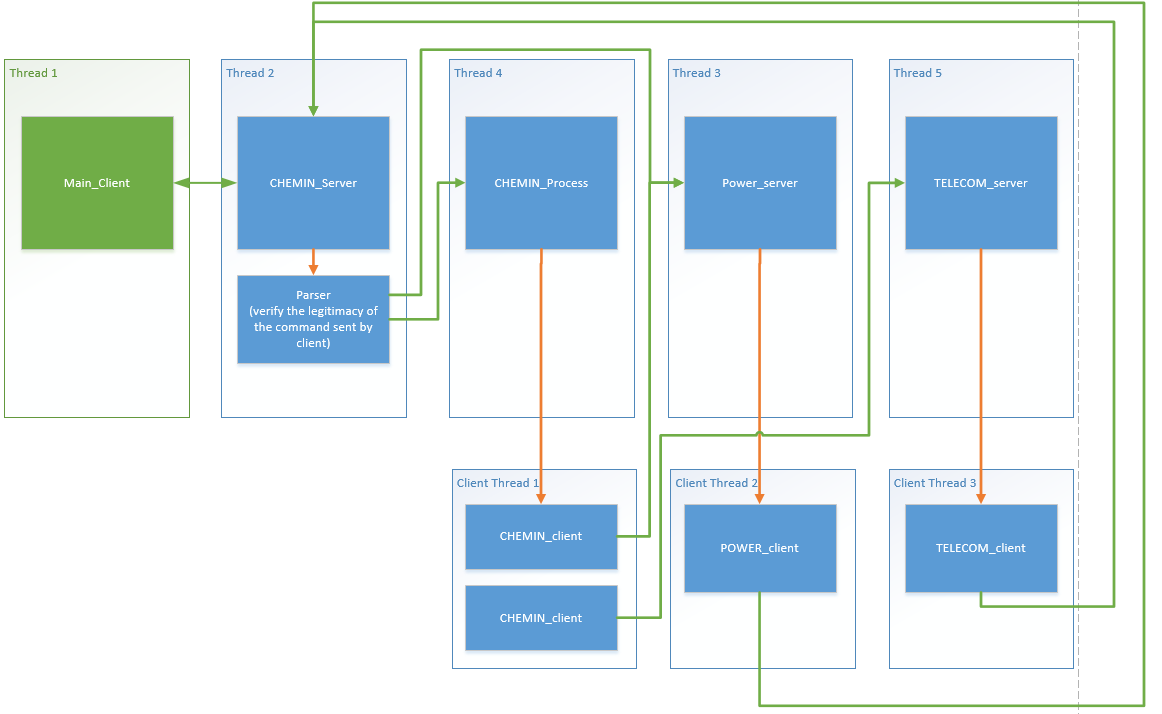 Thread 1
Thread 2
Thread 4
Thread 3
Thread 5
Main_Client
CHEMIN_Server
CHEMIN_Process
Power_server
TELECOM_server
Parser
(verify the legitimacy of
the command sent by
client)
Client Thread 1
Client Thread 2
Client Thread 3
CHEMIN_client
POWER_client
TELECOM_client
CHEMIN_client